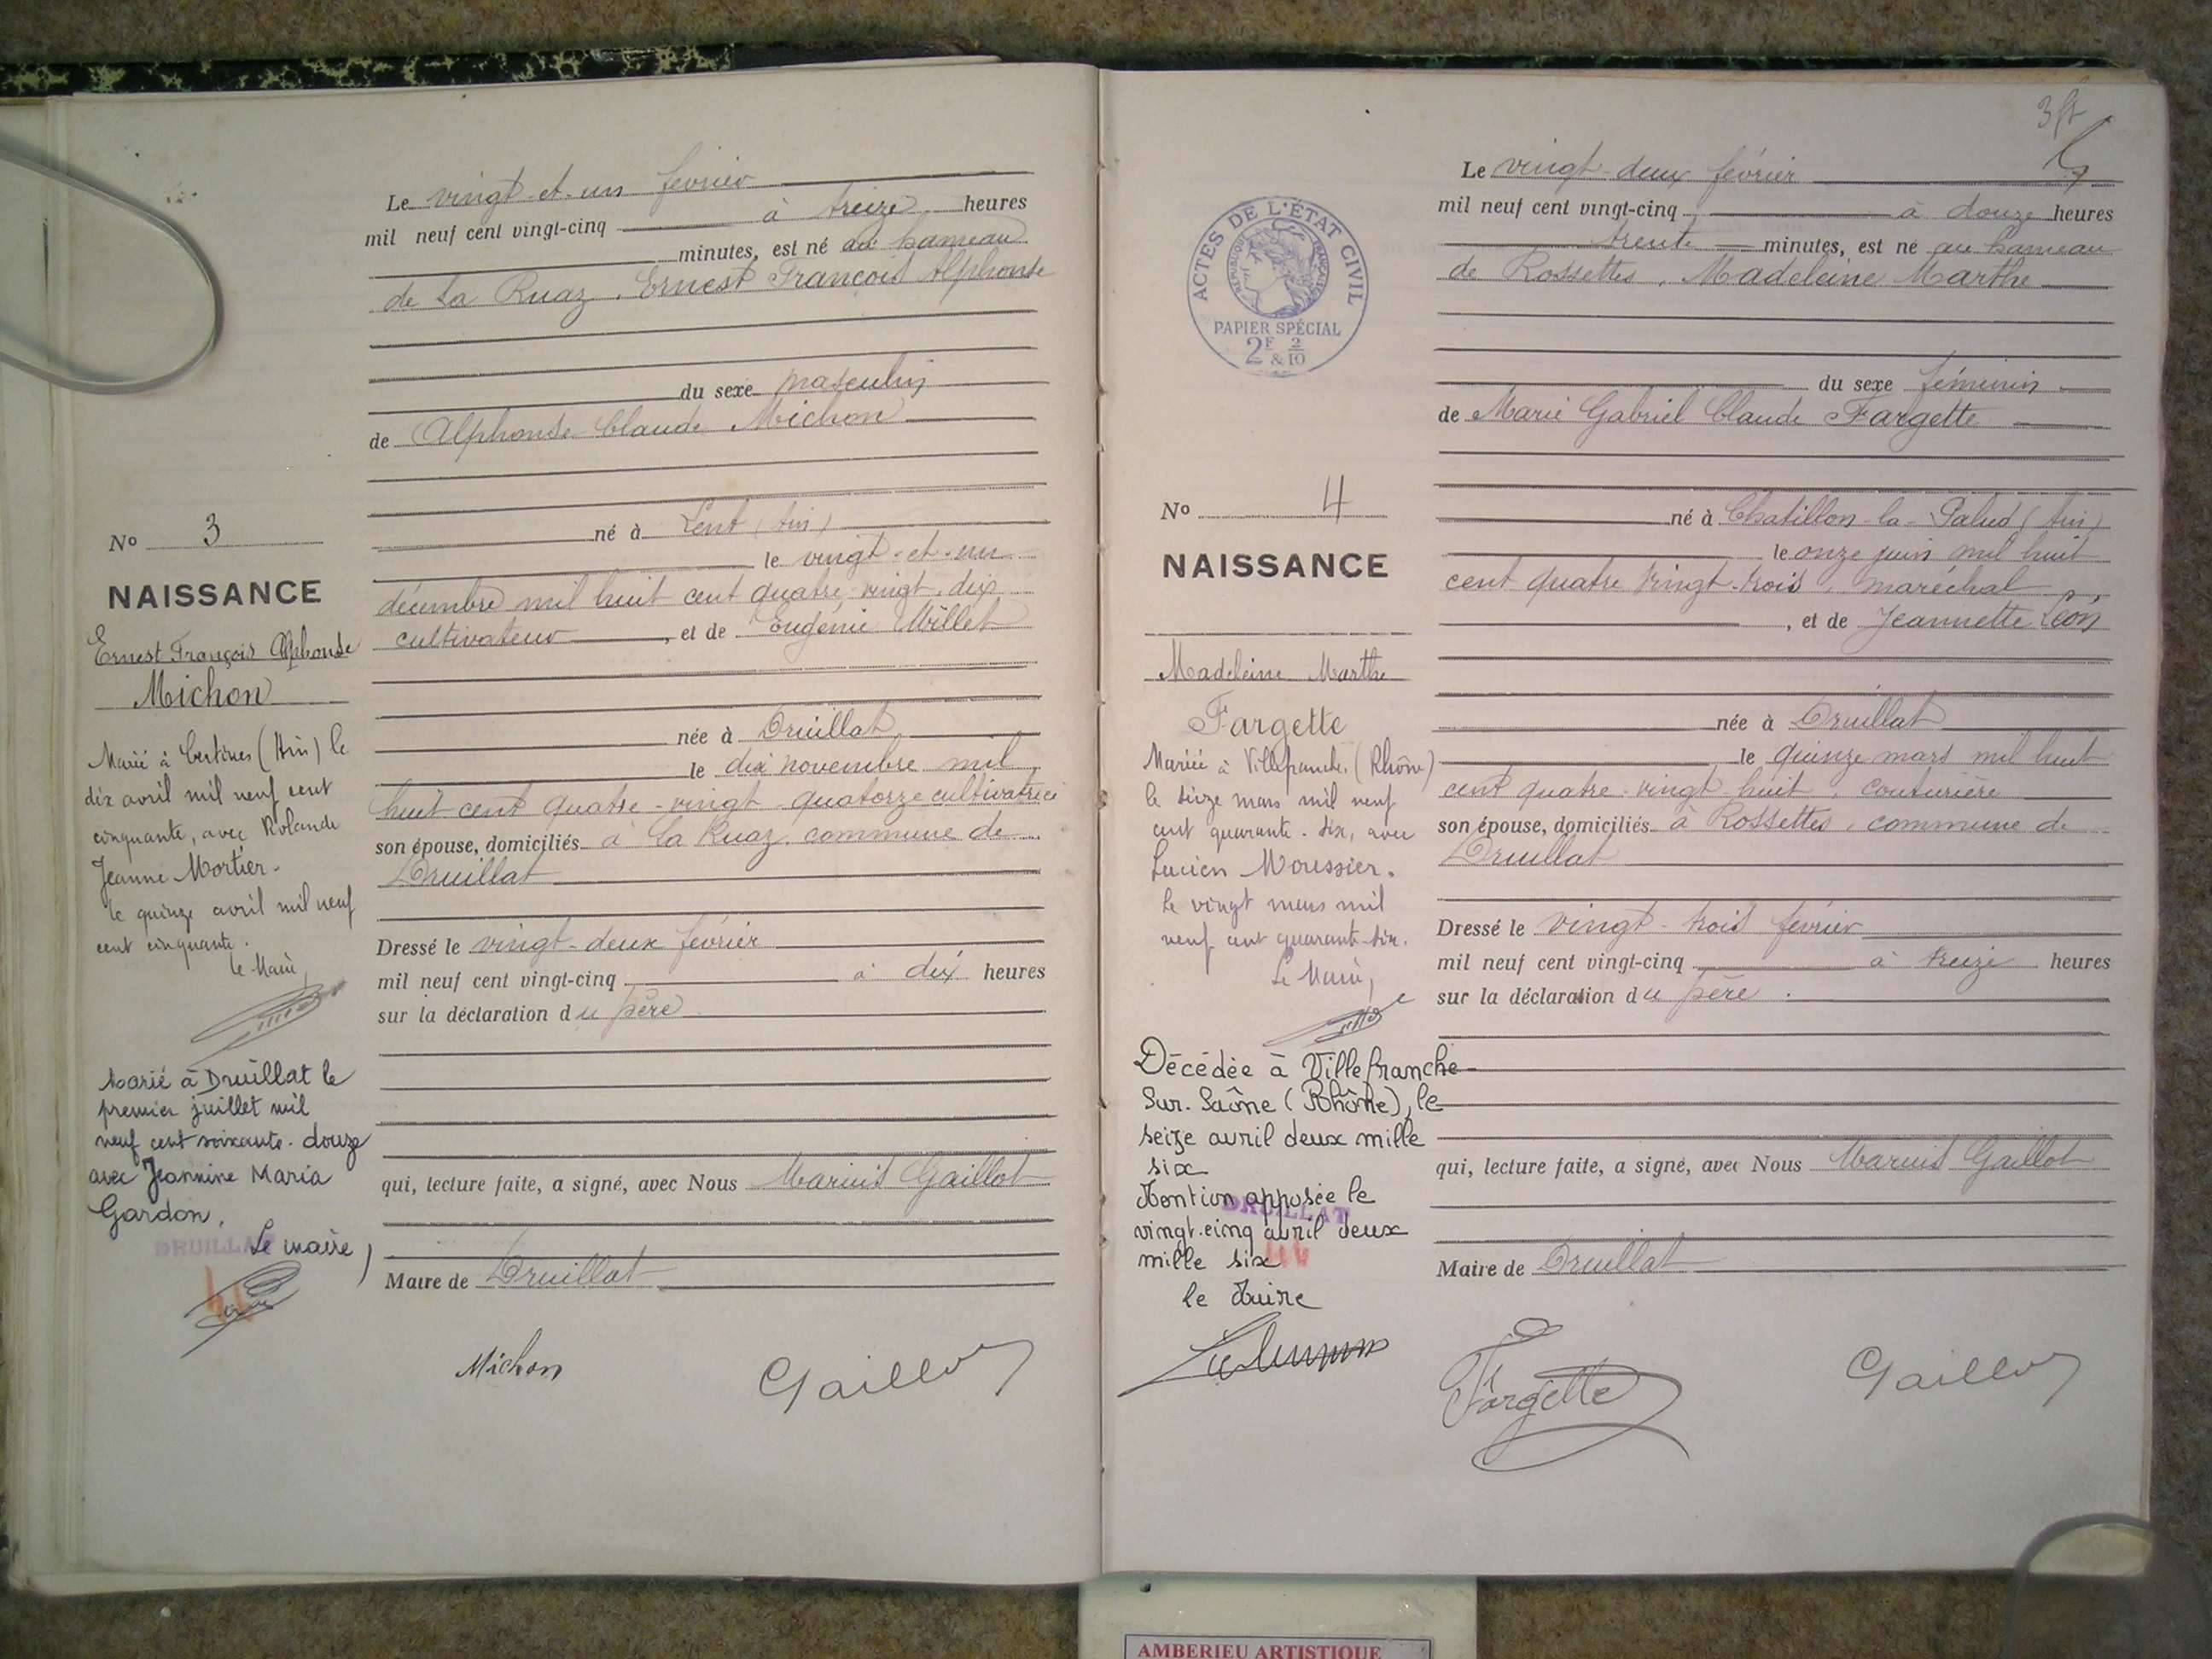 Le vingt-et-un février
mil neuf cent vingt-cinq à treize heures
minutes, est né au hameau
de La Ruaz, Ernest François Alphonse
du sexe masculin
de Alphonse Claude Michon
né à Lent (Ain)
le vingt-et-un
décembre mil huit cent quatre-vingt-dix
cultivateur, et de Eugénie Millet
née à Druillat
le dix novembre mil
huit cent quatre-vingt-quatorze cultivatrice
son épouse, domiciliés à La Ruaz, commune de
Druillat
Dressé le vingt-deux février
mil neuf cent vingt-cinq à dix heures
sur la déclaration du père
qui, lecture faite, a signé, avec Nous Marius Gaillot
Maire de Druillat
Michon
Gaillot
No 3
NAISSANCE
Ernest François Alphonse
Michon
Marié à Certines (Ain) le
dix avril mil neuf cent
cinquante, avec Rolande
Jeanne Mortier.
le quinze avril mil neuf
cent cinquante.
le Maire,
Marié à Druillat le
premier juillet mil
neuf cent soixante-douze
avec Jeannine Maria
Gardon,
Le maire,
DRUILLAT
3 ft
Le vingt-deux février
mil neuf cent vingt-cinq à douze heures
trente minutes, est né au hameau
de Rossettes, Madeleine Marthe
du sexe féminin
de Marie Gabriel Claude Fargette
né à Chatillon-la-Palud (Ain)
le onze juin mil huit
cent quatre vingt-trois, maréchal
, et de Jeannette Léon
née à Druillat
le quinze mars mil huit
cent quatre-vingt huit, couturière
son épouse, domiciliés à Rossettes, commune de
Druillat
Dressé le vingt-trois février
mil neuf cent vingt-cinq à treize heures
sur la déclaration du père.
qui, lecture faite, a signé, avec Nous Marius Gaillot
Maire de Druillat
Fargette
Gaillot
ACTES DE L'ÉTAT CIVIL
RÉPUBLIQUE FRANÇAISE
PAPIER SPÉCIAL
2F & 2/10
No 4
NAISSANCE
Madeleine Marthe
Fargette
Mariée à Villefranche (Rhône)
le seize mars mil neuf
cent quarante-six, avec
Lucien Moussier.
Le vingt mars mil
neuf cent quarante-six.
Le Maire,
Décédée à Villefranche
Sur-Saône (Rhône), le
seize avril deux mille
six
Mention apposée le
vingt-cinq avril deux
mille six
le Maire
DRUILLAT
AMBERIEU ARTISTIQUE